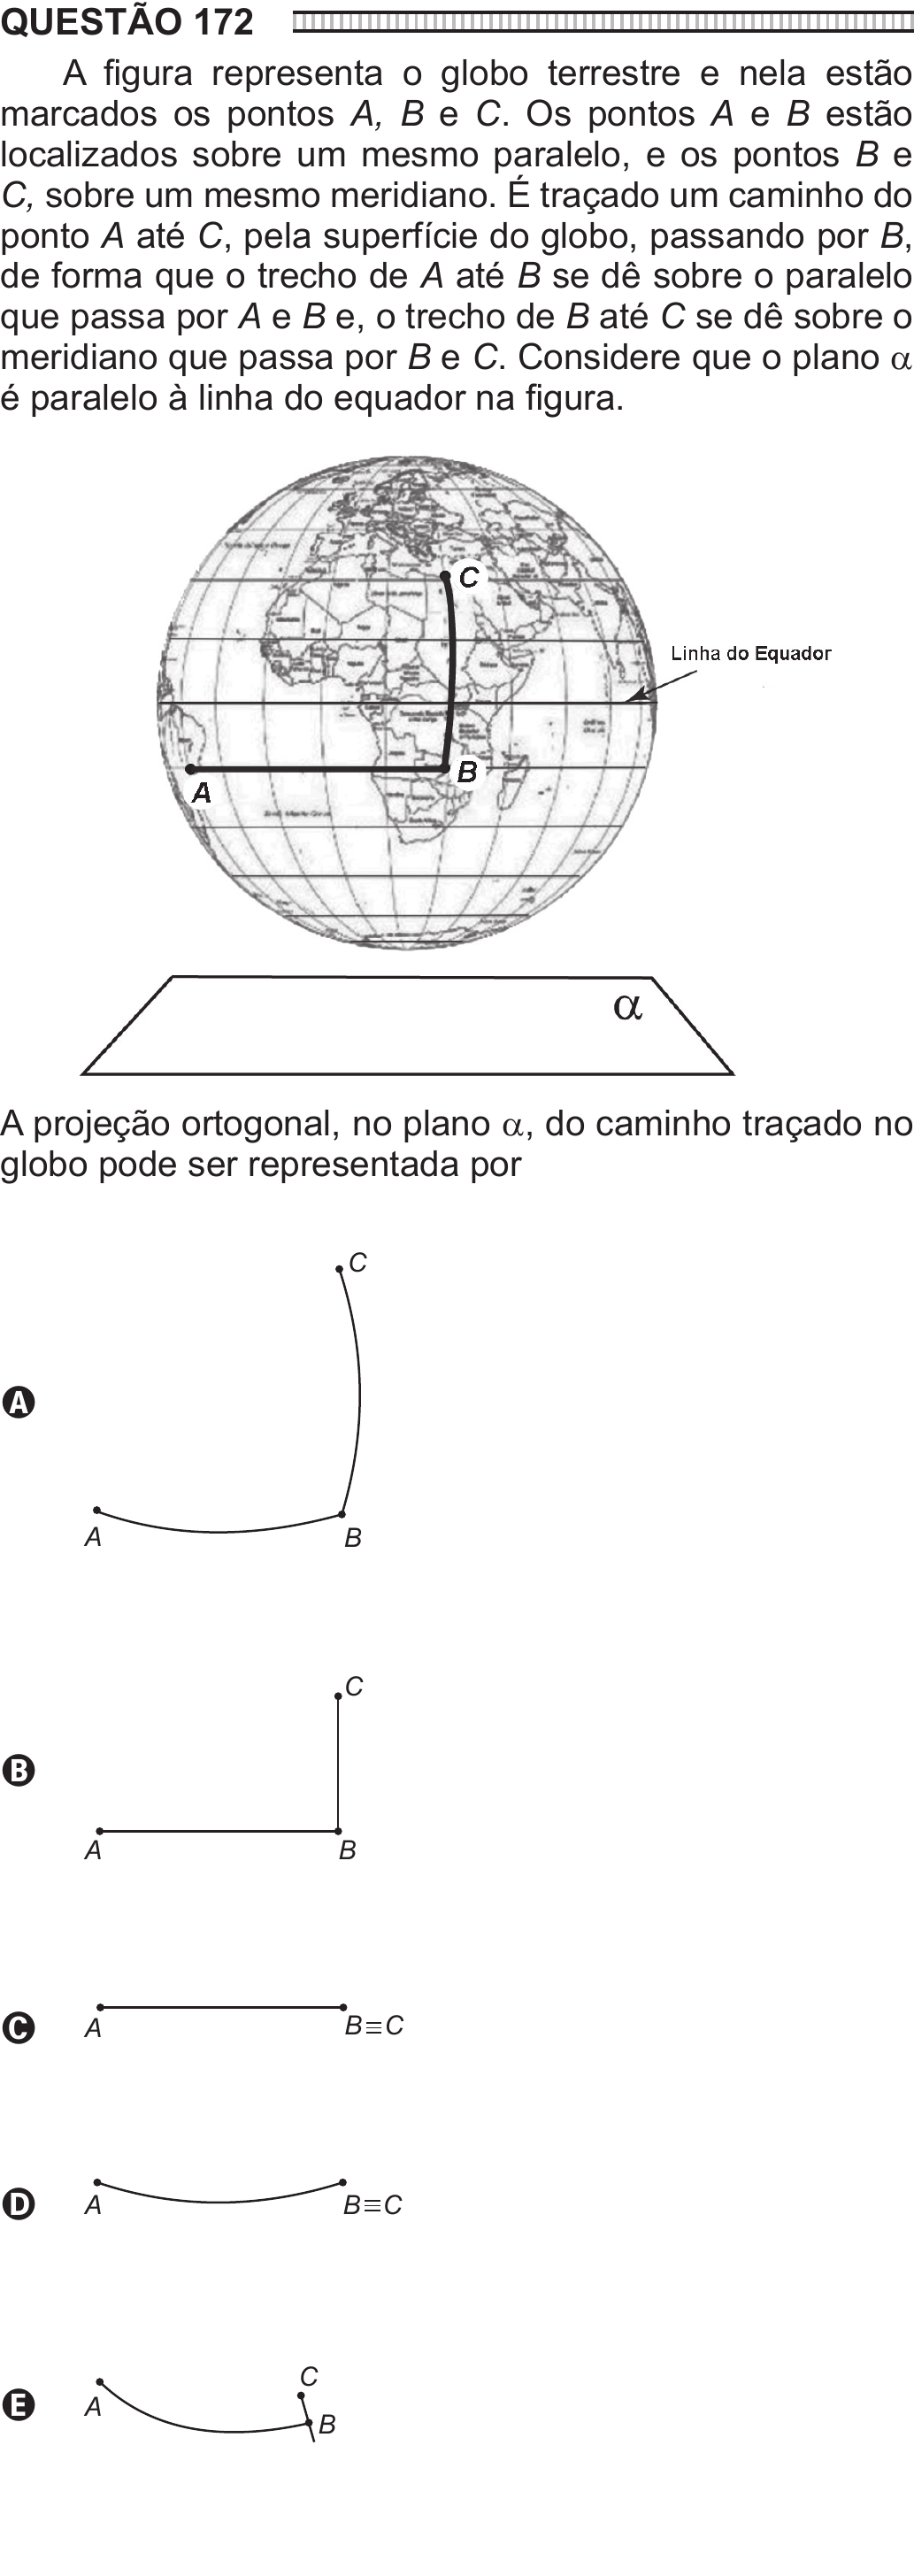 QUESTÃO 172
A figura representa o globo terrestre e nela estão
marcados os pontos A, B e C. Os pontos A e B estão
localizados sobre um mesmo paralelo, e os pontos B e
C, sobre um mesmo meridiano. É traçado um caminho do
ponto A até C, pela superfície do globo, passando por B,
de forma que o trecho de A até B se dê sobre o paralelo
que passa por A e B e, o trecho de B até C se dê sobre o
meridiano que passa por B e C. Considere que o plano α
é paralelo à linha do equador na figura.
C
Linha do Equador
B
A
α
A projeção ortogonal, no plano α, do caminho traçado no
globo pode ser representada por
C
A
A
B
C
B
A
B
C
A
B≡C
D
A
B≡C
C
E
A
B